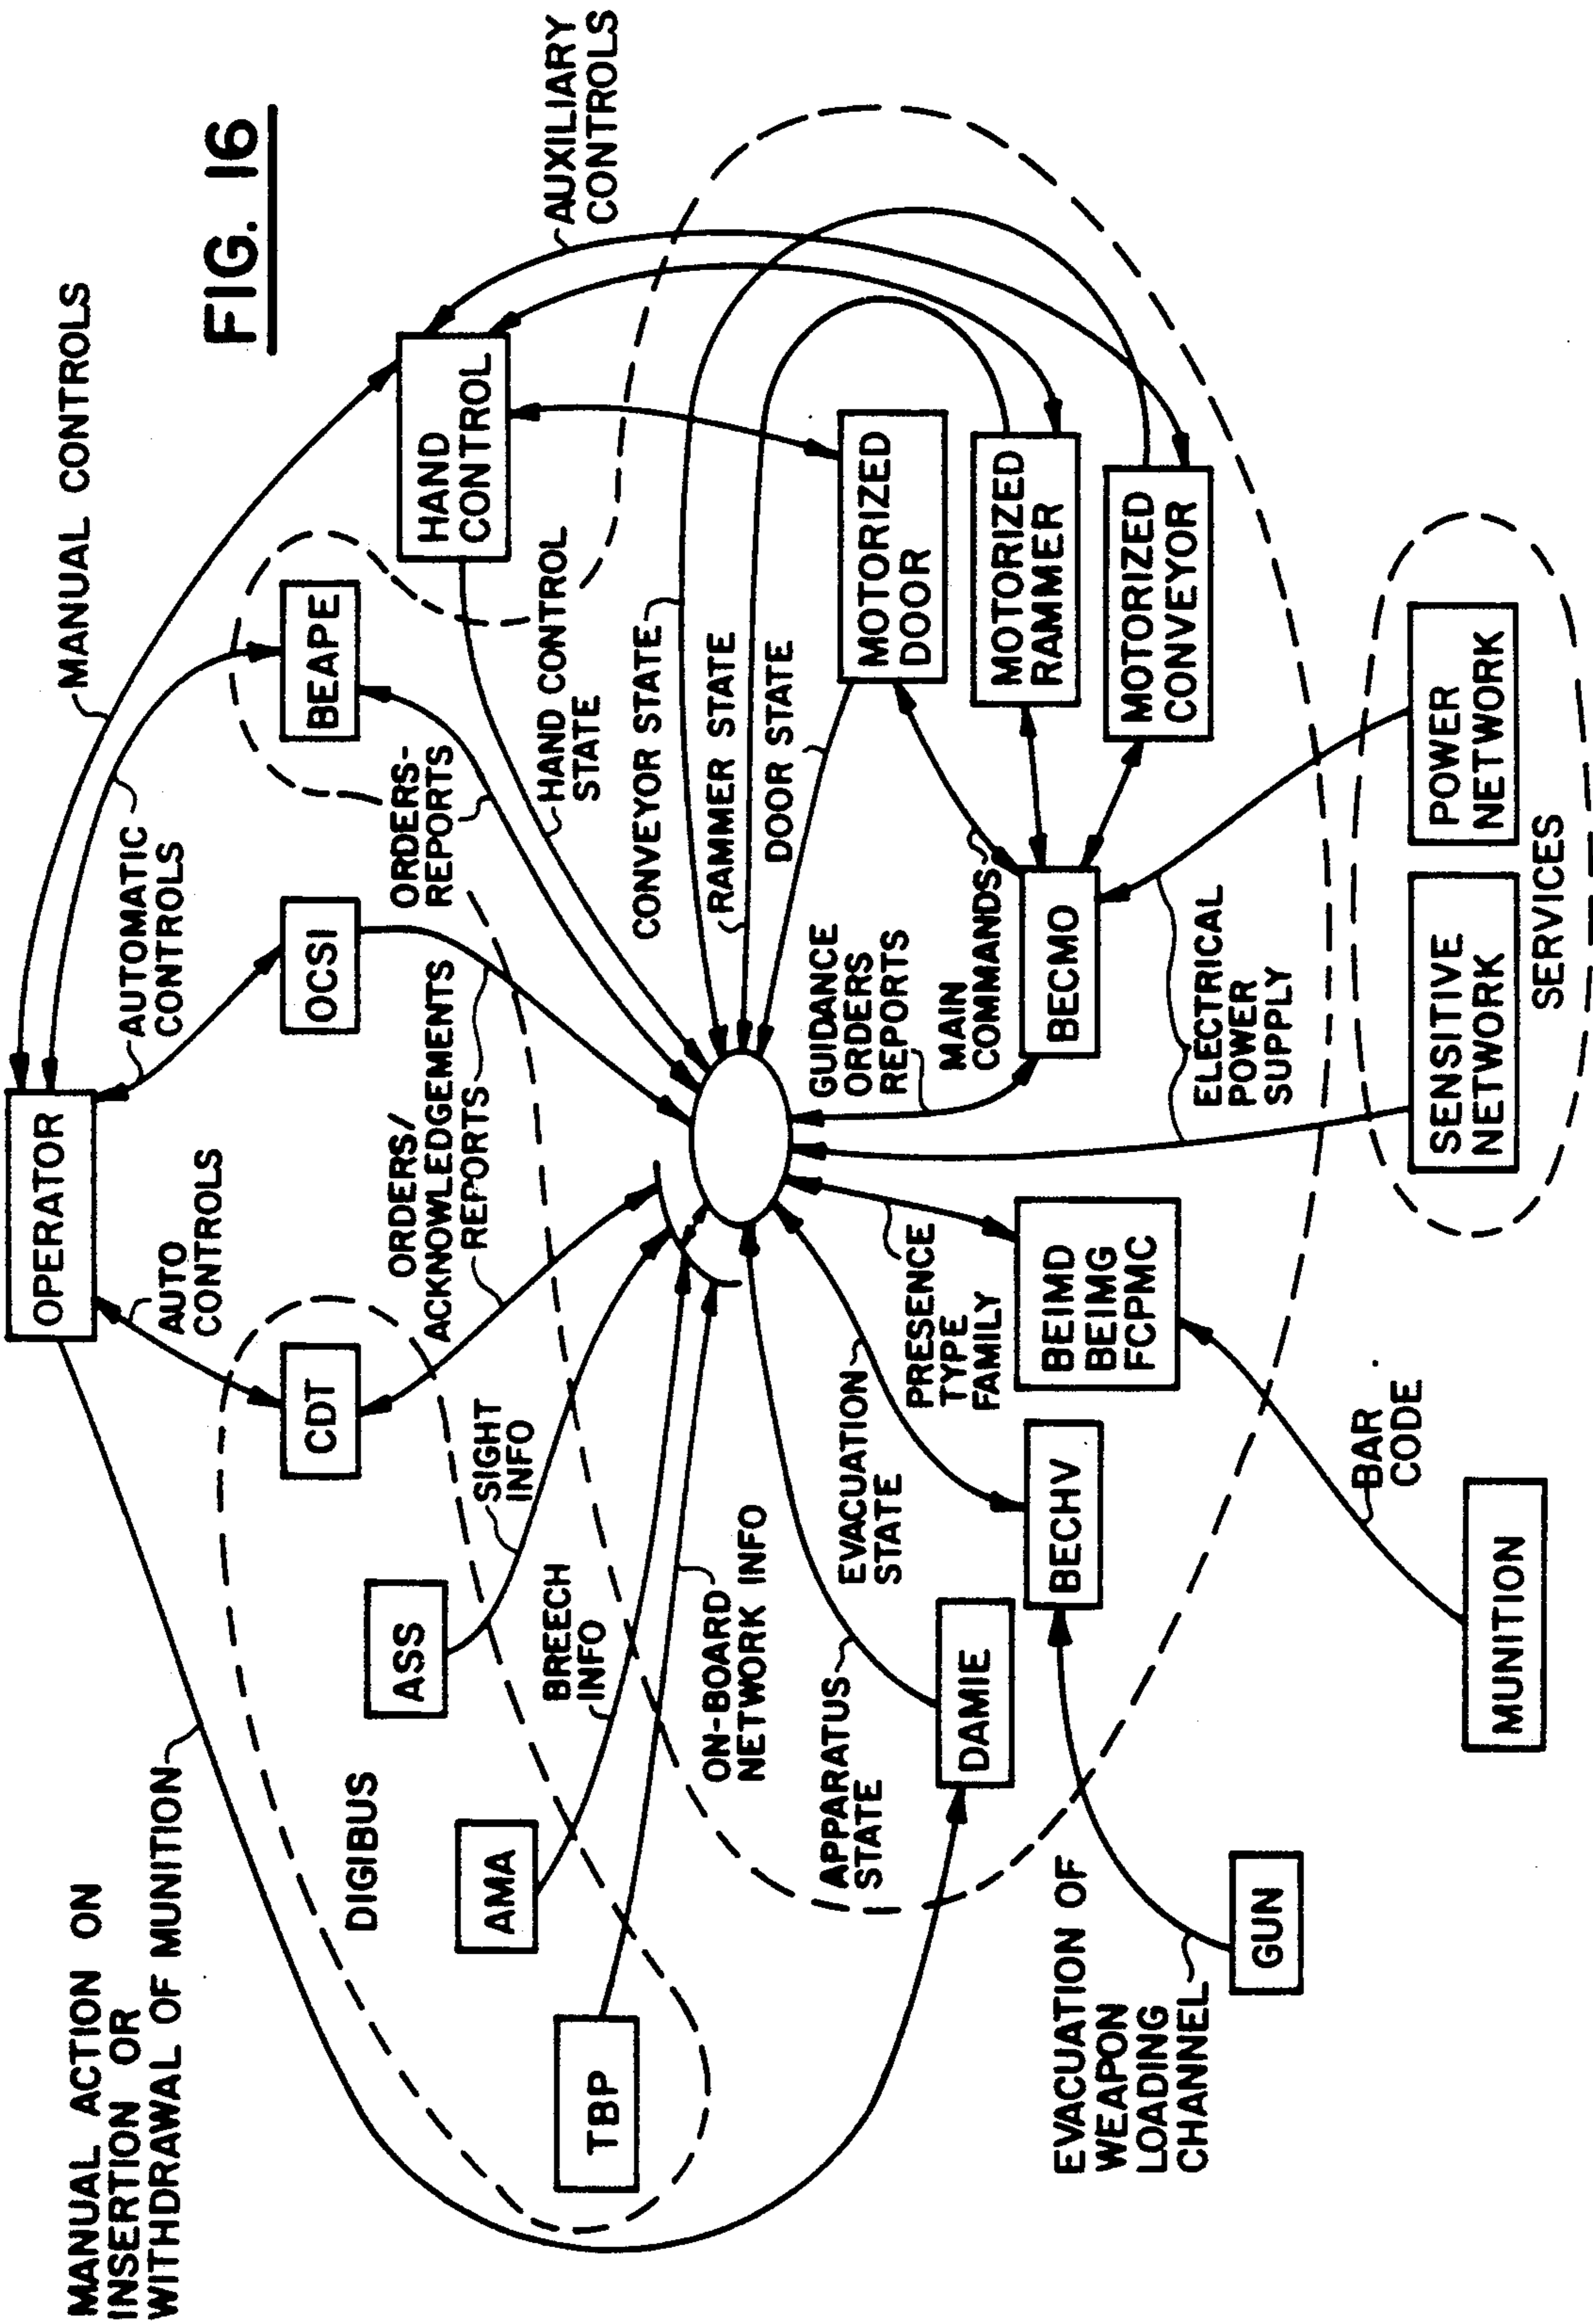 FIG. 16
MANUAL ACTION ON
INSERTION OR
WITHDRAWAL OF MUNITION
OPERATOR
MANUAL CONTROLS
AUTOMATIC
CONTROLS
AUTO
CONTROLS
DIGIBUS
CDT
OCSI
BEAPE
HAND
CONTROL
AUXILIARY
CONTROLS
ORDERS/
ACKNOWLEDGEMENTS
REPORTS
ORDERS-
REPORTS
ASS
SIGHT
INFO
AMA
BREECH
INFO
TBP
ON-BOARD
NETWORK INFO
HAND CONTROL
STATE
CONVEYOR STATE
RAMMER STATE
DOOR STATE
APPARATUS
STATE
EVACUATION
STATE
PRESENCE
TYPE
FAMILY
GUIDANCE
ORDERS
REPORTS
MAIN
COMMANDS
MOTORIZED
DOOR
MOTORIZED
RAMMER
MOTORIZED
CONVEYOR
DAMIE
BECHV
BEIMD
BEIMG
FCPMC
BECMO
ELECTRICAL
POWER
SUPPLY
EVACUATION OF
WEAPON
LOADING
CHANNEL
GUN
BAR
CODE
MUNITION
SENSITIVE
NETWORK
POWER
NETWORK
SERVICES